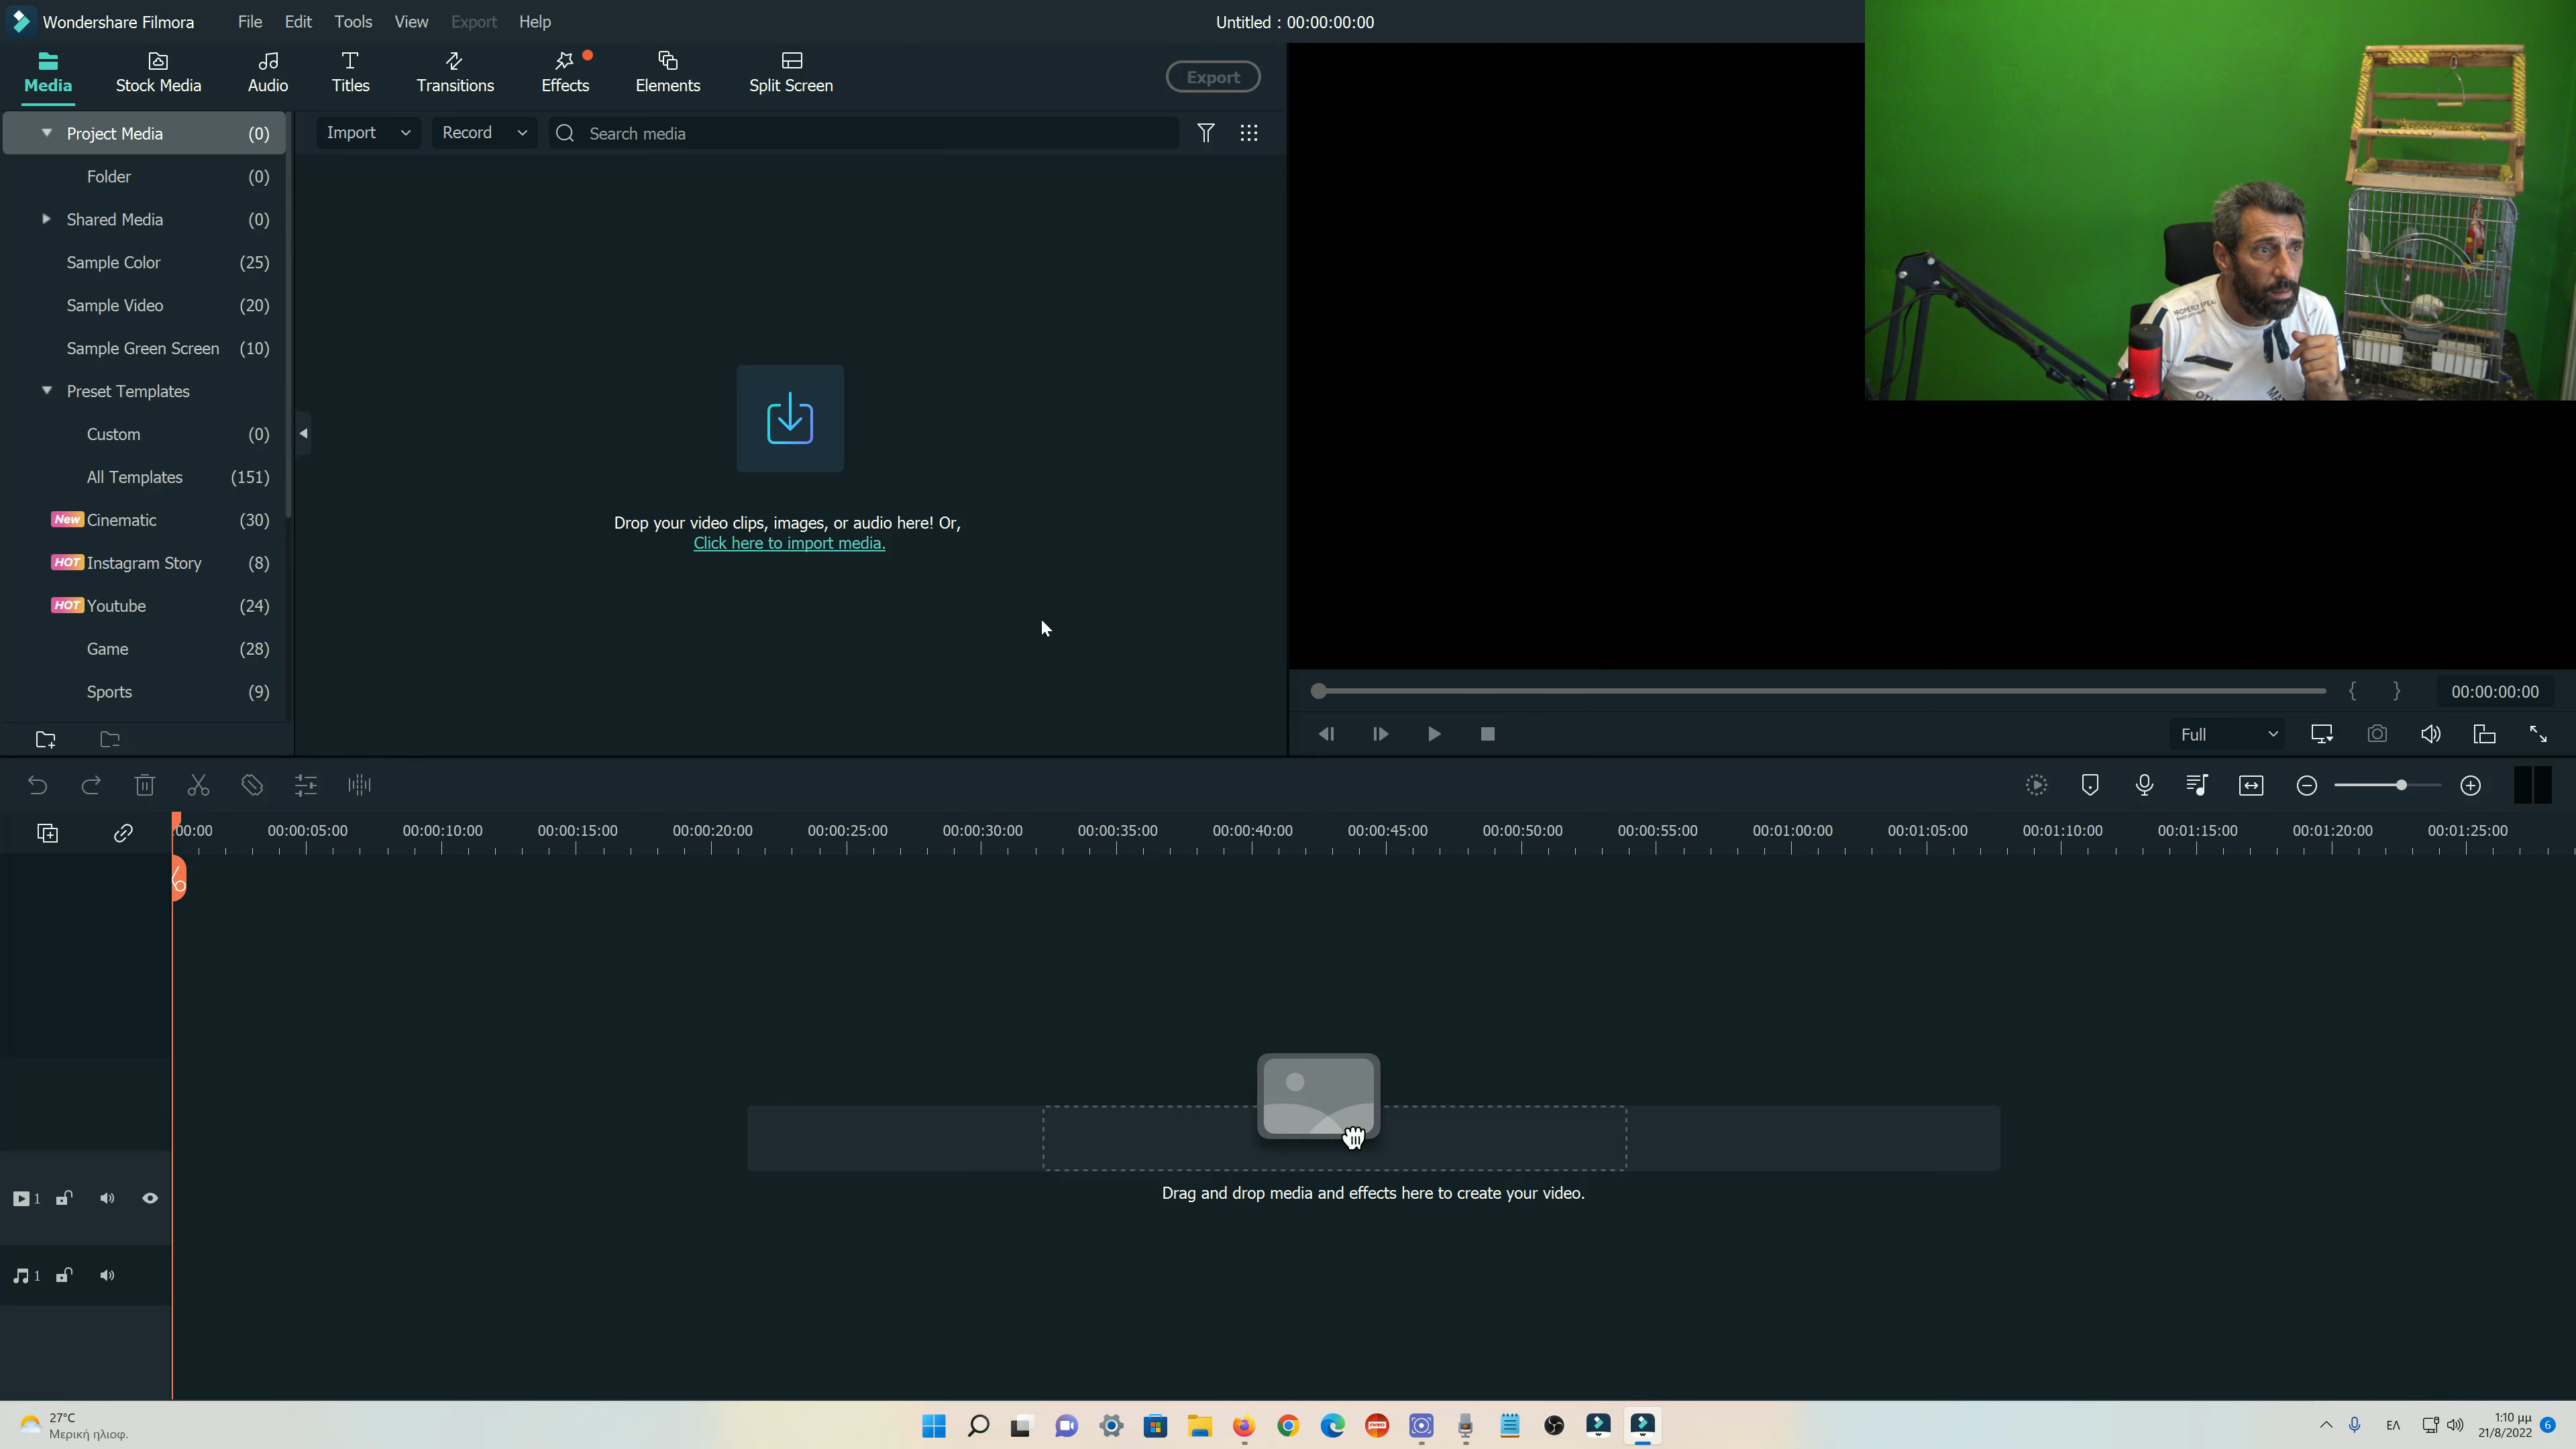 Wondershare Filmora
File
Edit
Tools
View
Export
Help
Untitled : 00:00:00:00
Media
Stock Media
Audio
Titles
Transitions
Effects
Elements
Split Screen
Export
Project Media (0)
Folder (0)
Shared Media (0)
Sample Color (25)
Sample Video (20)
Sample Green Screen (10)
Preset Templates
Custom (0)
All Templates (151)
New Cinematic (30)
HOT Instagram Story (8)
HOT Youtube (24)
Game (28)
Sports (9)
Import
Record
Search media
Drop your video clips, images, or audio here! Or,
Click here to import media.
{ } 00:00:00:00
Full
:00:00 00:00:05:00 00:00:10:00 00:00:15:00 00:00:20:00 00:00:25:00 00:00:30:00 00:00:35:00 00:00:40:00 00:00:45:00 00:00:50:00 00:00:55:00 00:01:00:00 00:01:05:00 00:01:10:00 00:01:15:00 00:01:20:00 00:01:25:00
Drag and drop media and effects here to create your video.
1
1
27°C
Μερική ηλιοφ.
nero
ΕΛ
1:10 μμ
21/8/2022
6